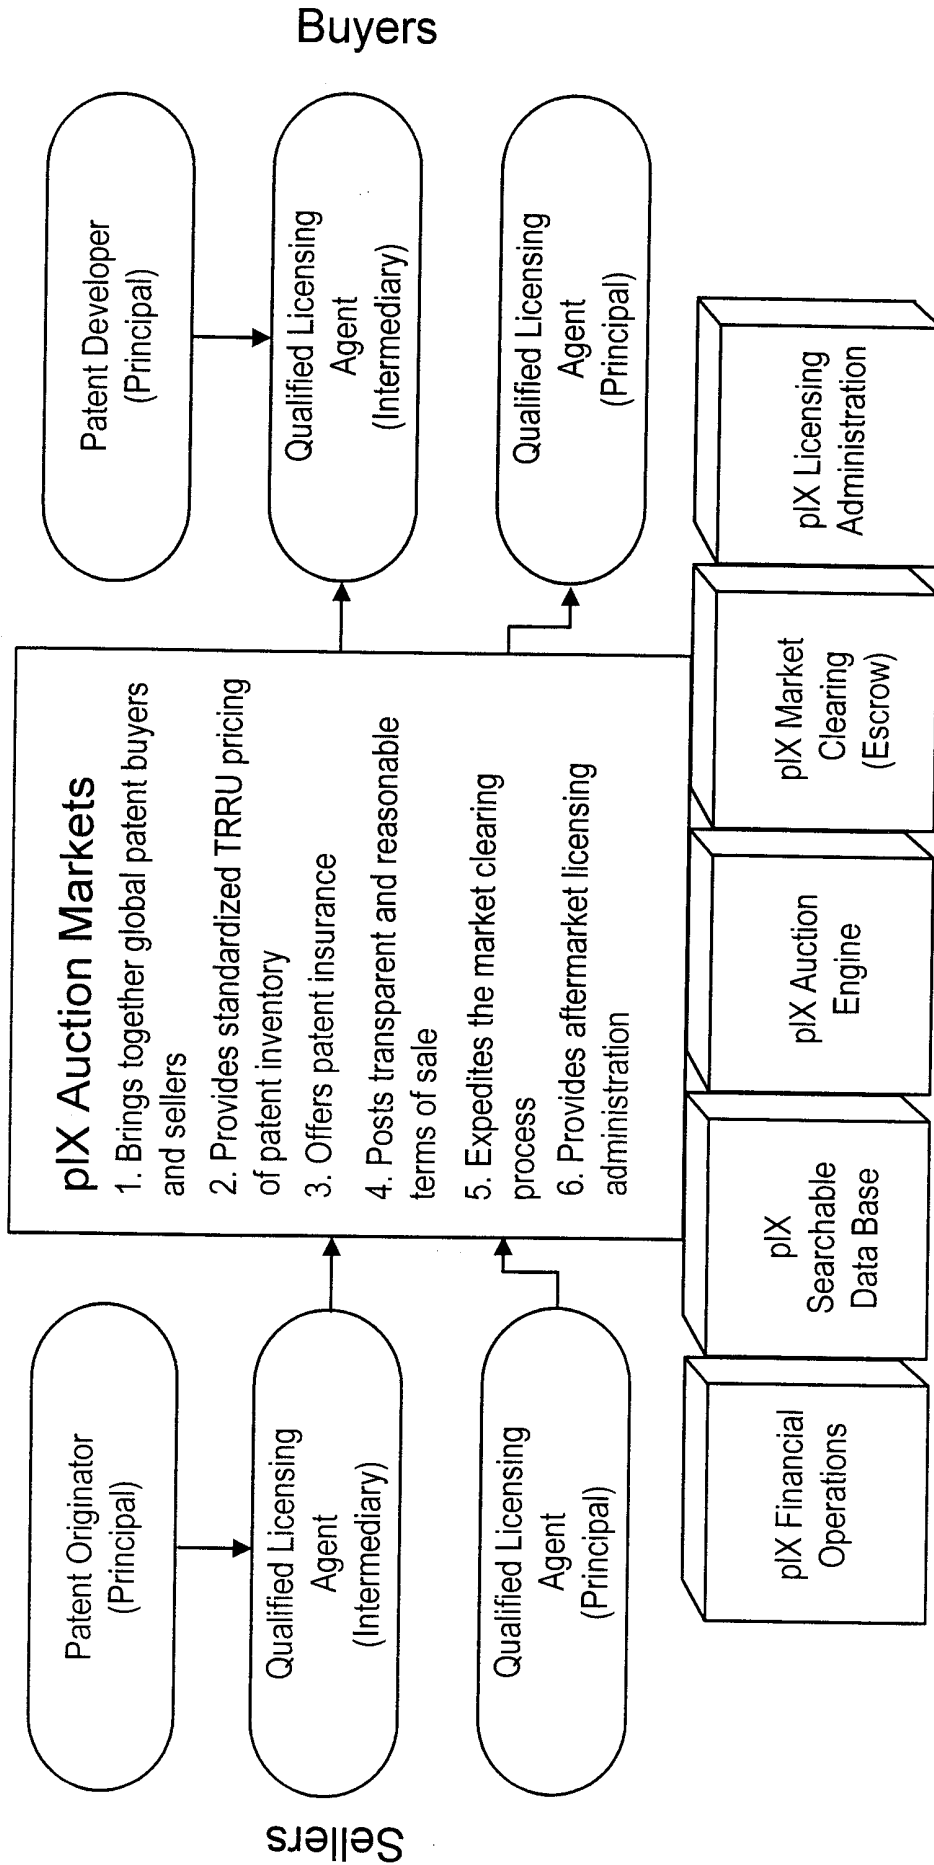 Sellers
Patent Originator
(Principal)
Qualified Licensing
Agent
(Intermediary)
Qualified Licensing
Agent
(Principal)
pIX Auction Markets
1. Brings together global patent buyers
and sellers
2. Provides standardized TRRU pricing
of patent inventory
3. Offers patent insurance
4. Posts transparent and reasonable
terms of sale
5. Expedites the market clearing
process
6. Provides aftermarket licensing
administration
Patent Developer
(Principal)
Qualified Licensing
Agent
(Intermediary)
Qualified Licensing
Agent
(Principal)
Buyers
pIX Financial
Operations
pIX
Searchable
Data Base
pIX Auction
Engine
pIX Market
Clearing
(Escrow)
pIX Licensing
Administration